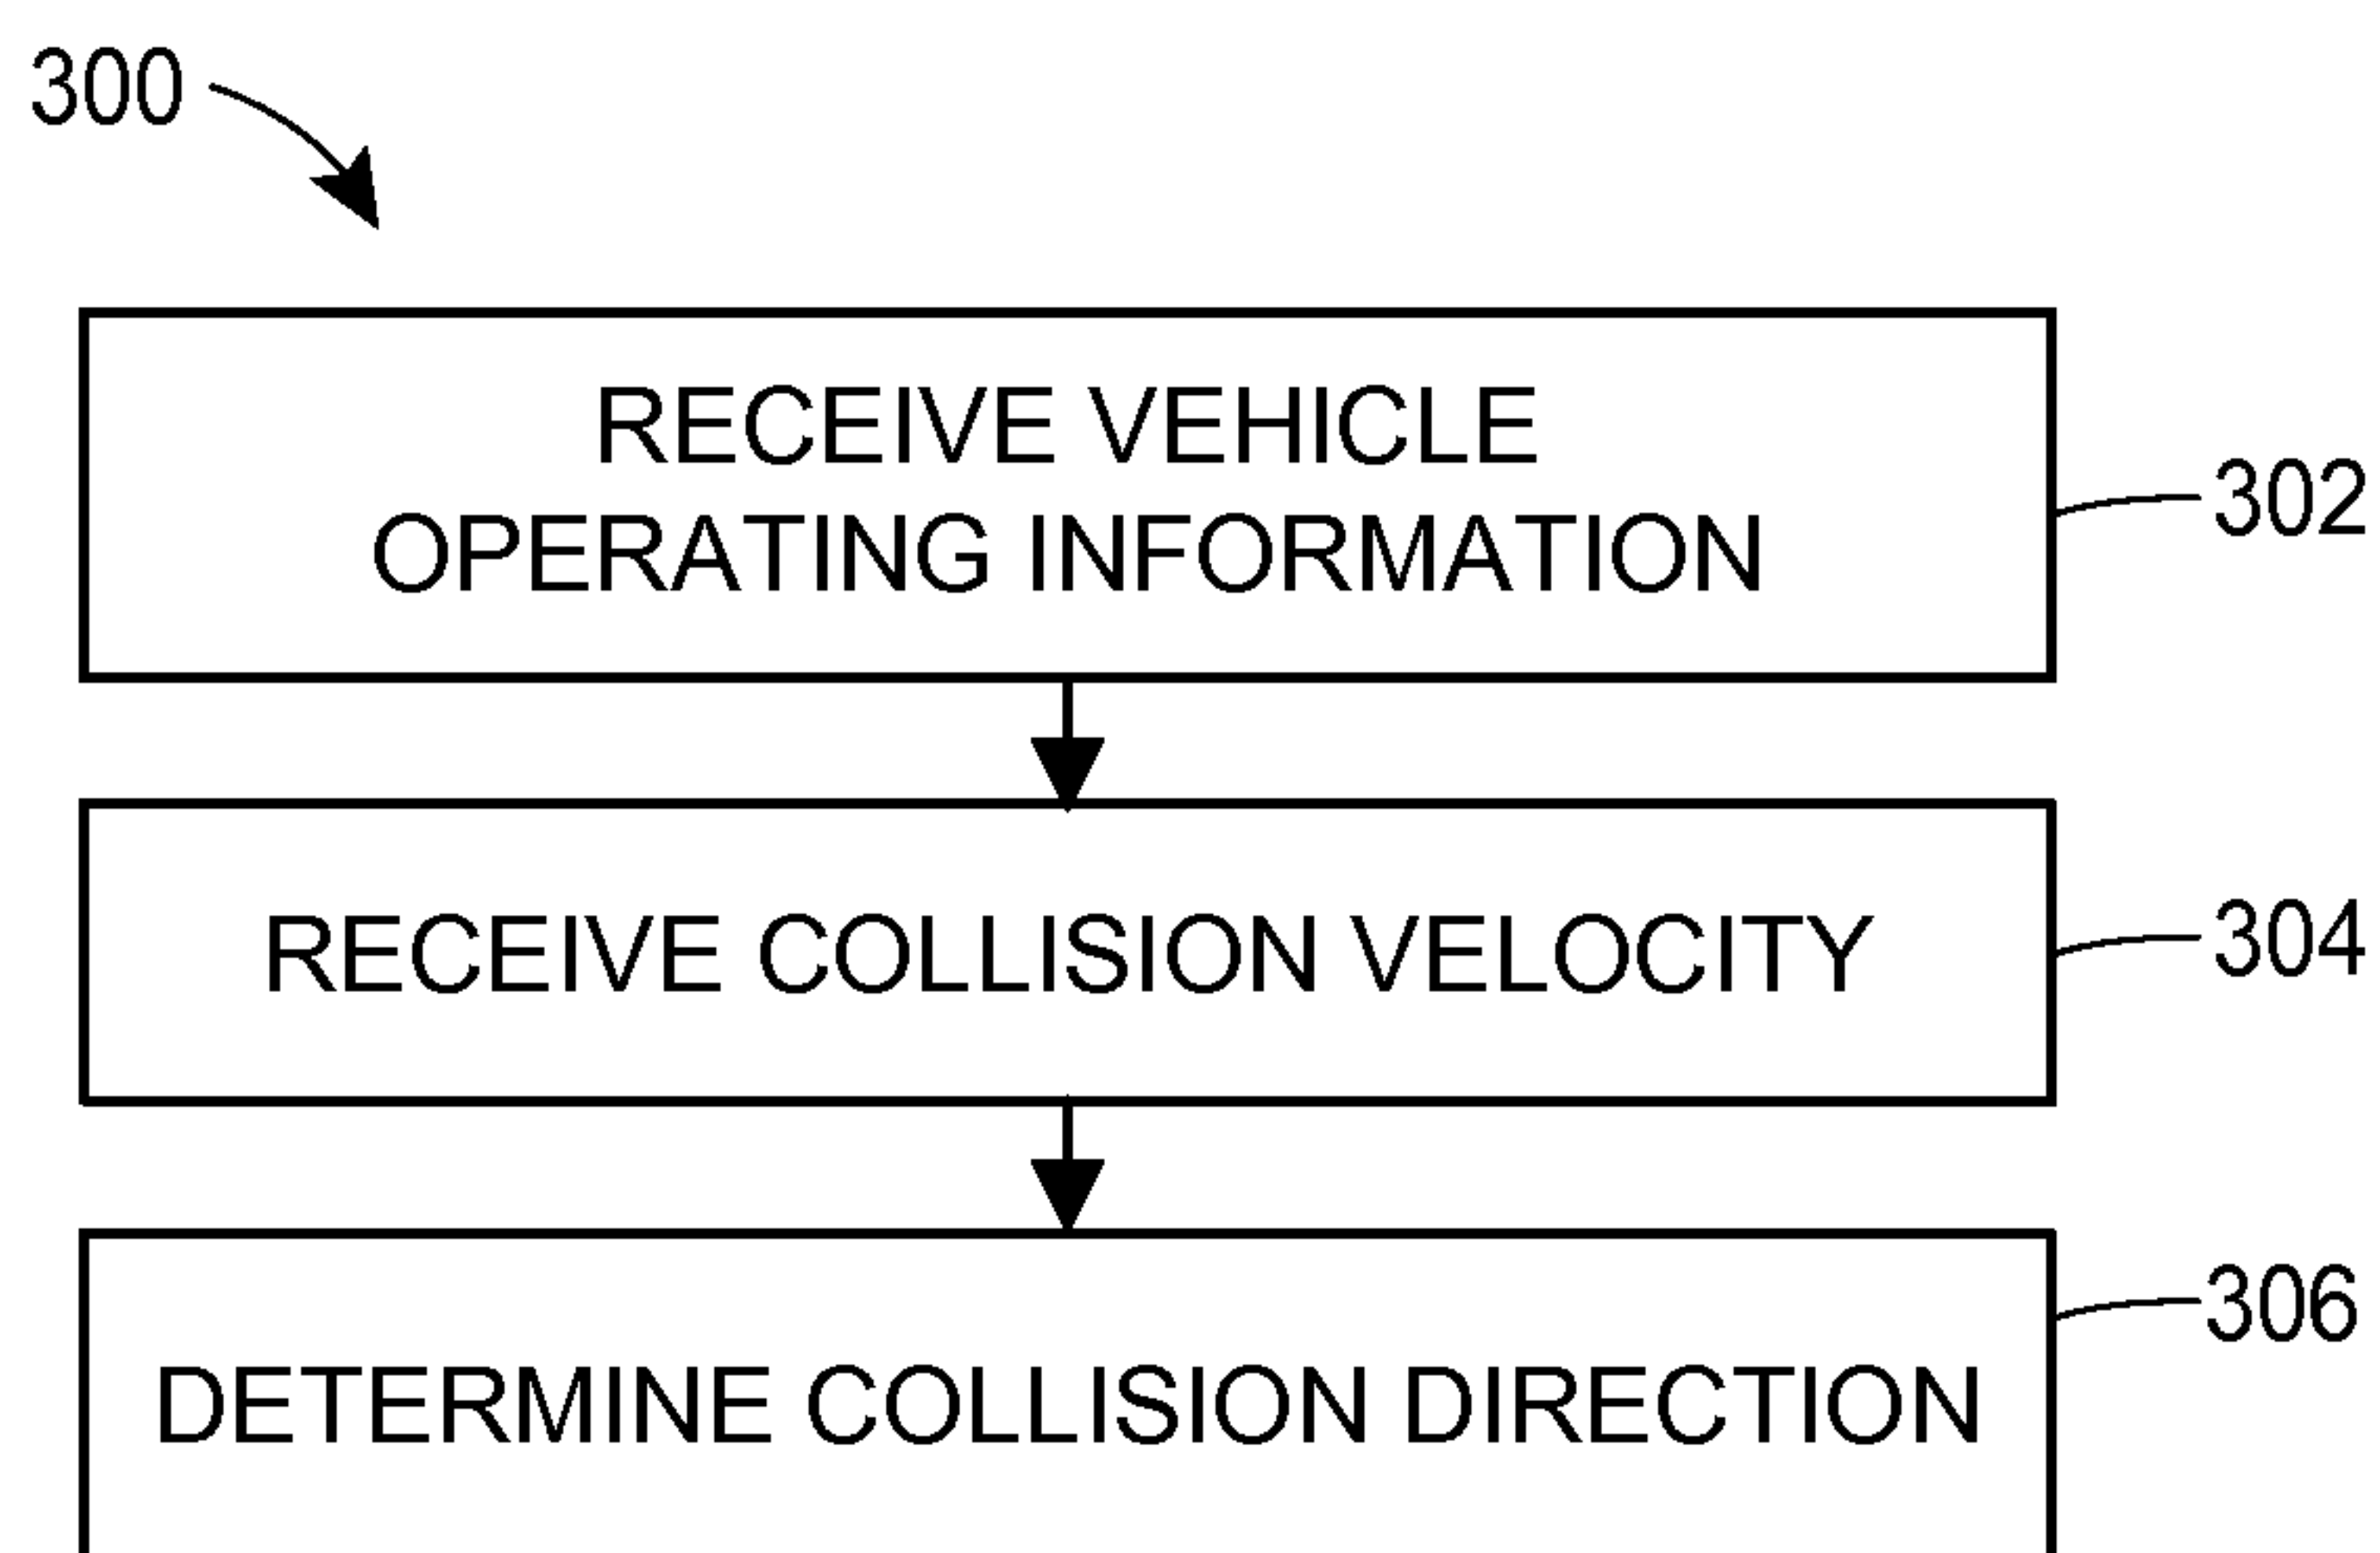 300
RECEIVE VEHICLE
OPERATING INFORMATION
302
RECEIVE COLLISION VELOCITY
304
306
DETERMINE COLLISION DIRECTION